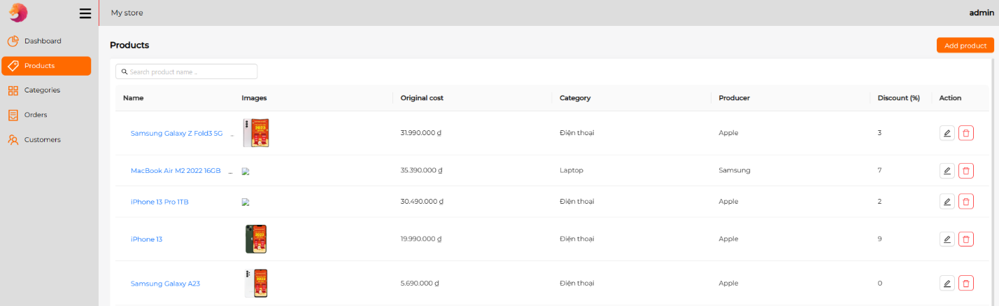 My store
admin
Dashboard
Products
Categories
Orders
Customers
Products
Add product
Search product name ..
Name Images Original cost Category Producer Discount (%) Action
Samsung Galaxy Z Fold3 5G ... 31.990.000 ₫ Điện thoại Apple 3
2023
MacBook Air M2 2022 16GB ... 35.390.000 ₫ Laptop Samsung 7
iPhone 13 Pro 1TB 30.490.000 ₫ Điện thoại Apple 2
iPhone 13 19.990.000 ₫ Điện thoại Apple 9
2023
Samsung Galaxy A23 5.690.000 ₫ Điện thoại Apple 0
2023